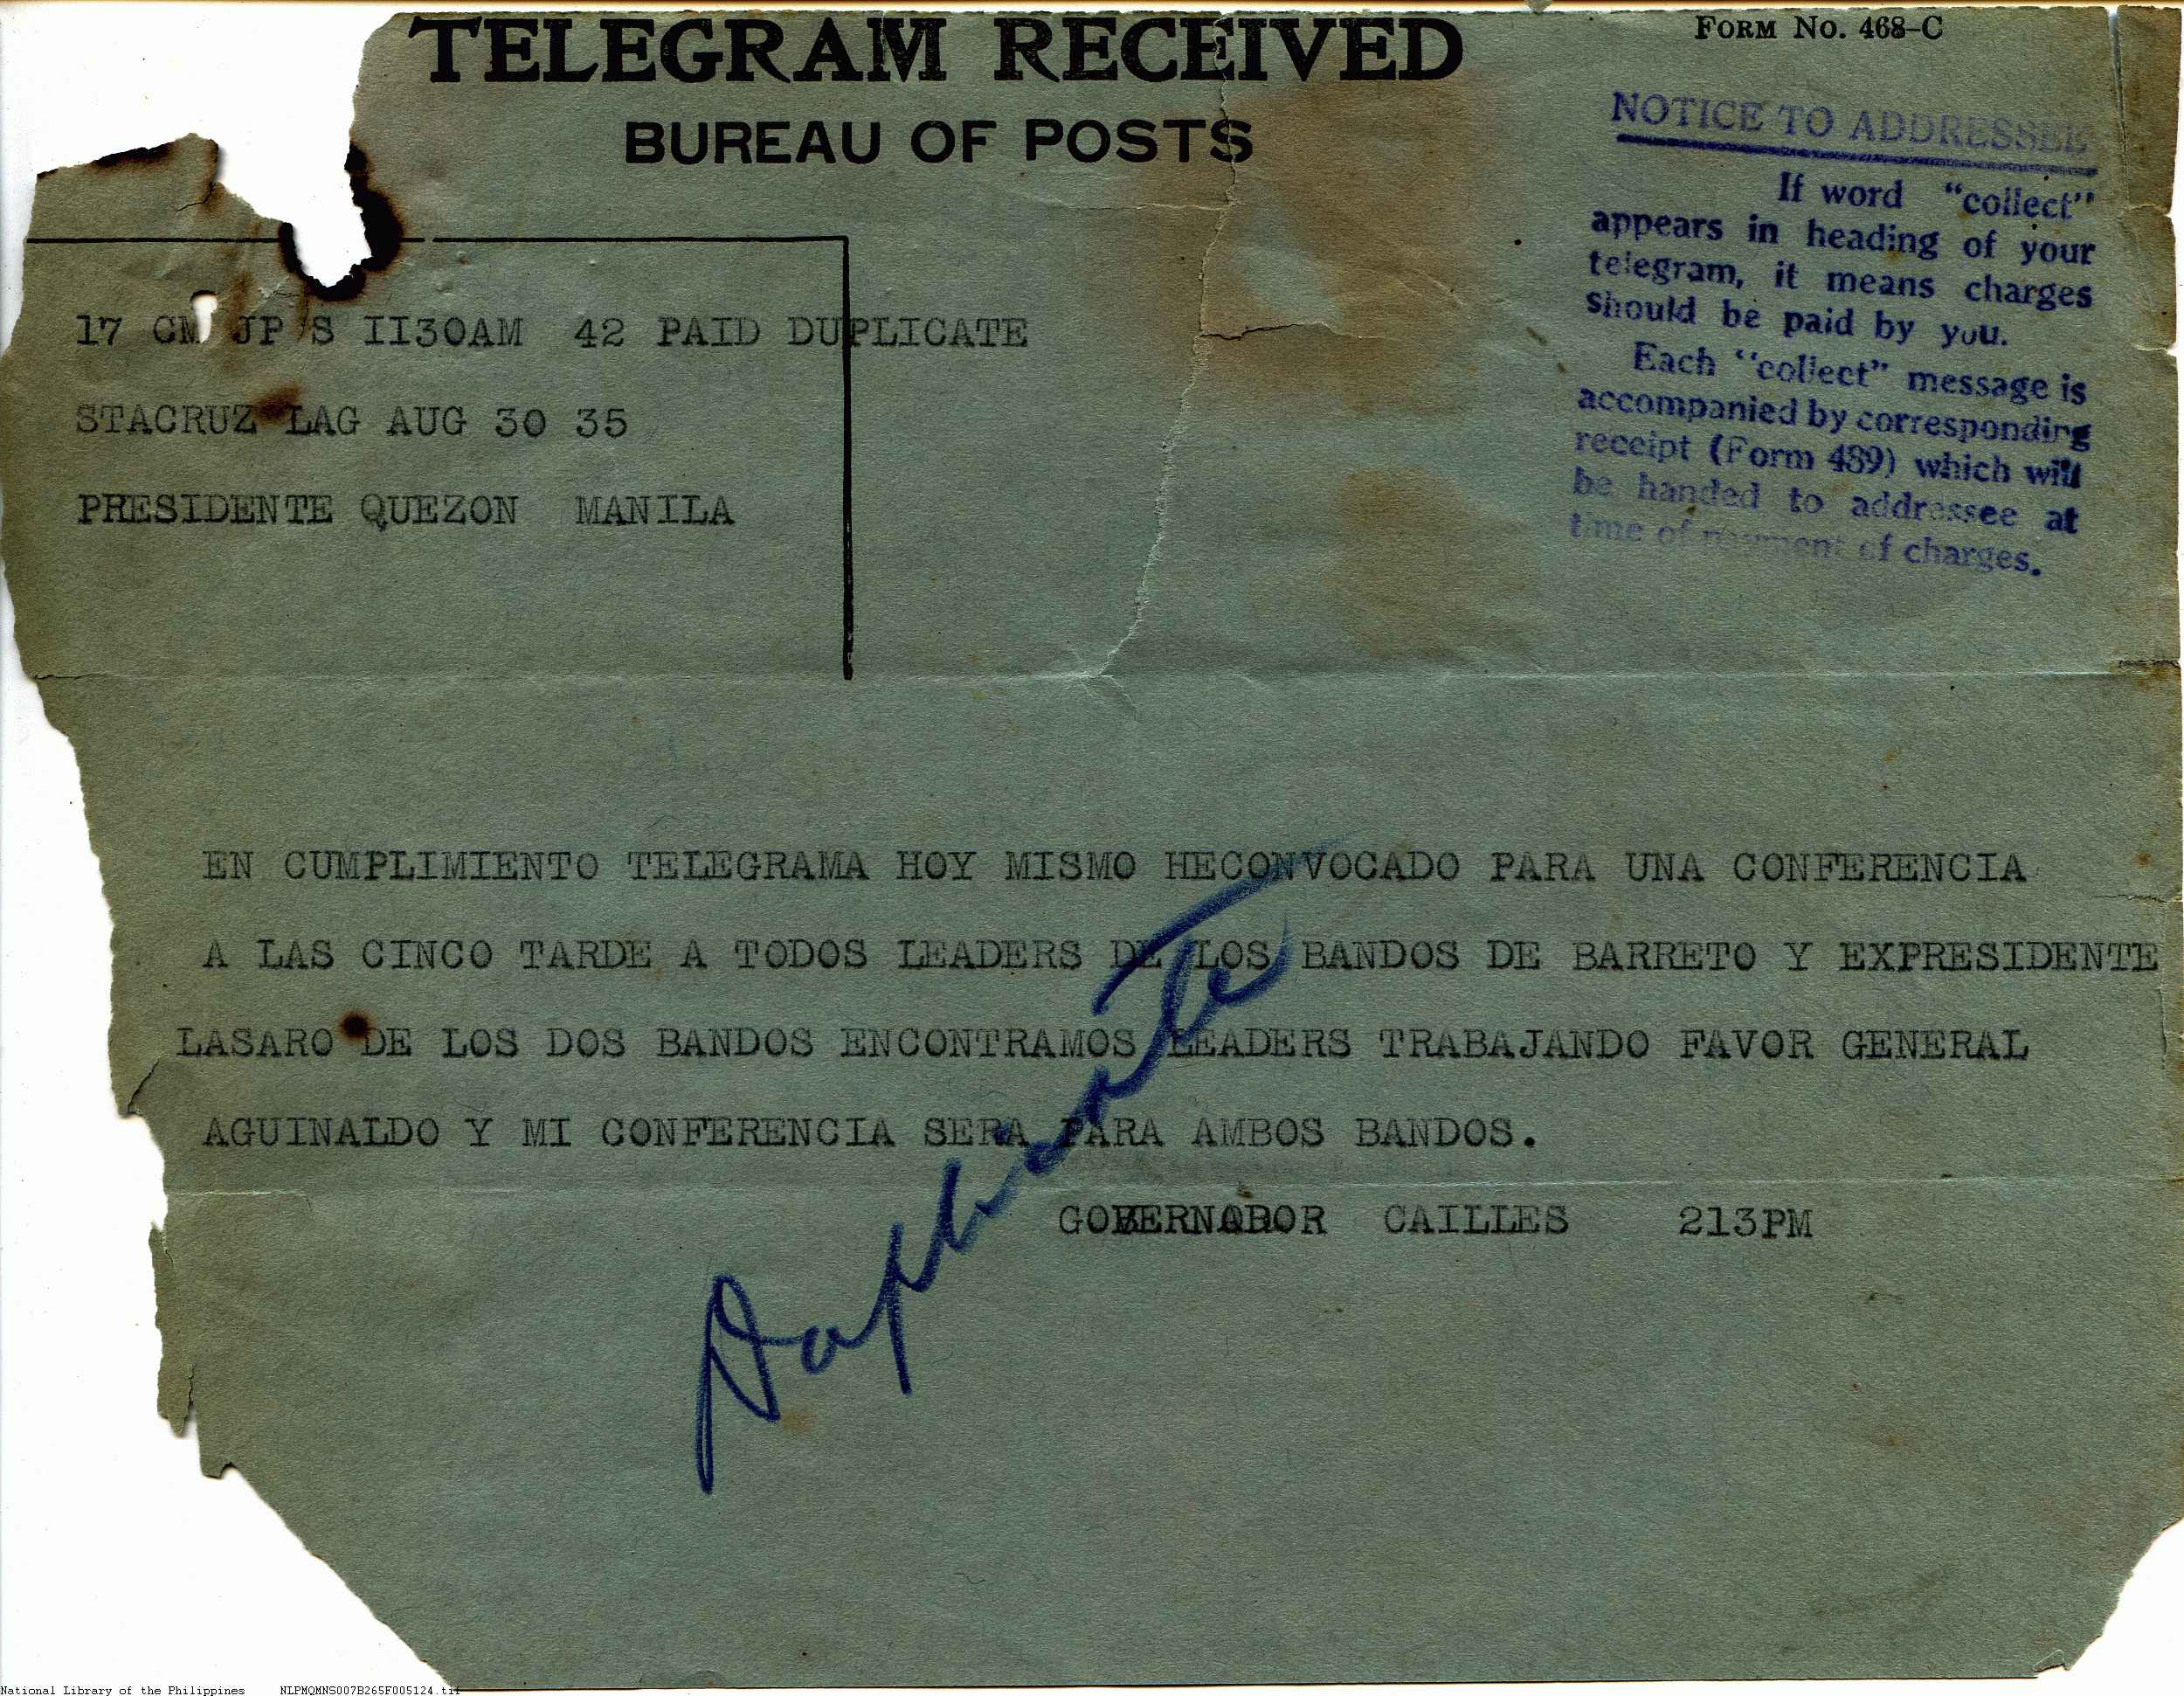 TELEGRAM RECEIVED
FORM NO. 468-C
BUREAU OF POSTS
NOTICE TO ADDRESSEE
If word "collect"
appears in heading of your
telegram, it means charges
should be paid by you.
Each "collect" message is
accompanied by corresponding
receipt (Form 489) which will
be handed to addressee at
time of payment of charges.
17 CM JP S II30AM 42 PAID DUPLICATE
STACRUZ LAG AUG 30 35
PRESIDENTE QUEZON MANILA
EN CUMPLIMIENTO TELEGRAMA HOY MISMO HECONVOCADO PARA UNA CONFERENCIA
A LAS CINCO TARDE A TODOS LEADERS DE LOS BANDOS DE BARRETO Y EXPRESIDENTE
LASARO DE LOS DOS BANDOS ENCONTRAMOS LEADERS TRABAJANDO FAVOR GENERAL
AGUINALDO Y MI CONFERENCIA SERA PARA AMBOS BANDOS.
GOBERNADOR CAILLES 213PM
Duplicate
National Library of the Philippines NLPMQMNS007B265F005124.tif